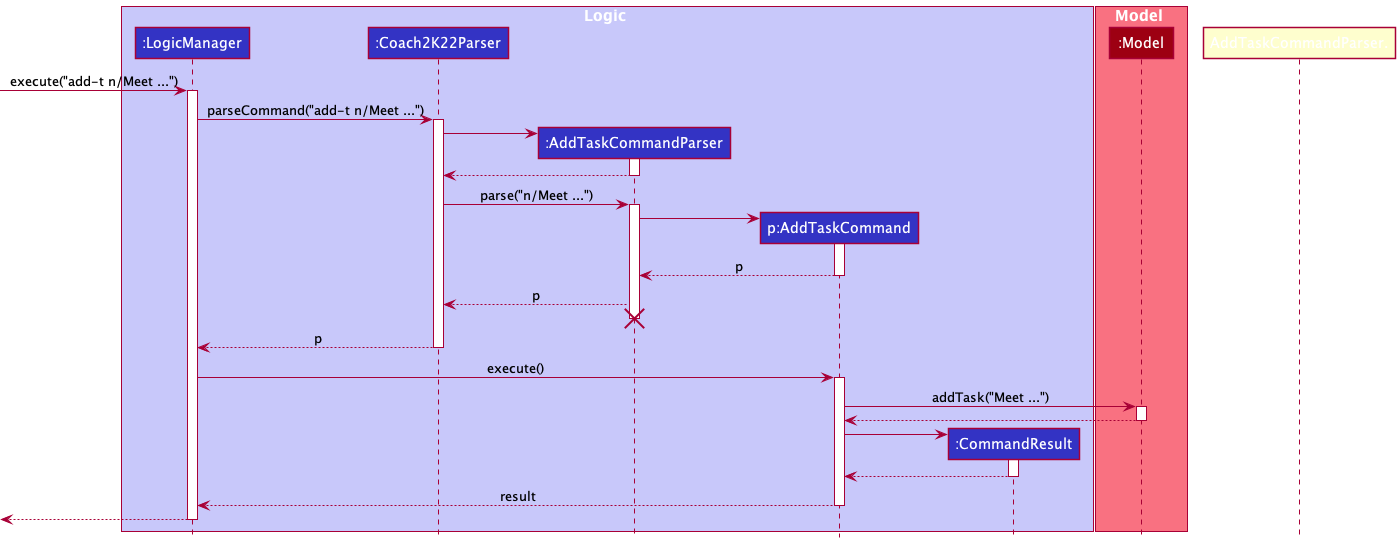 Logic
Model
:LogicManager
:Coach2K22Parser
:Model
AddTaskCommandParser
execute("add-t n/Meet ...")
parseCommand("add-t n/Meet ...")
:AddTaskCommandParser
parse("n/Meet ...")
p:AddTaskCommand
p
p
p
execute()
addTask("Meet ...")
:CommandResult
result